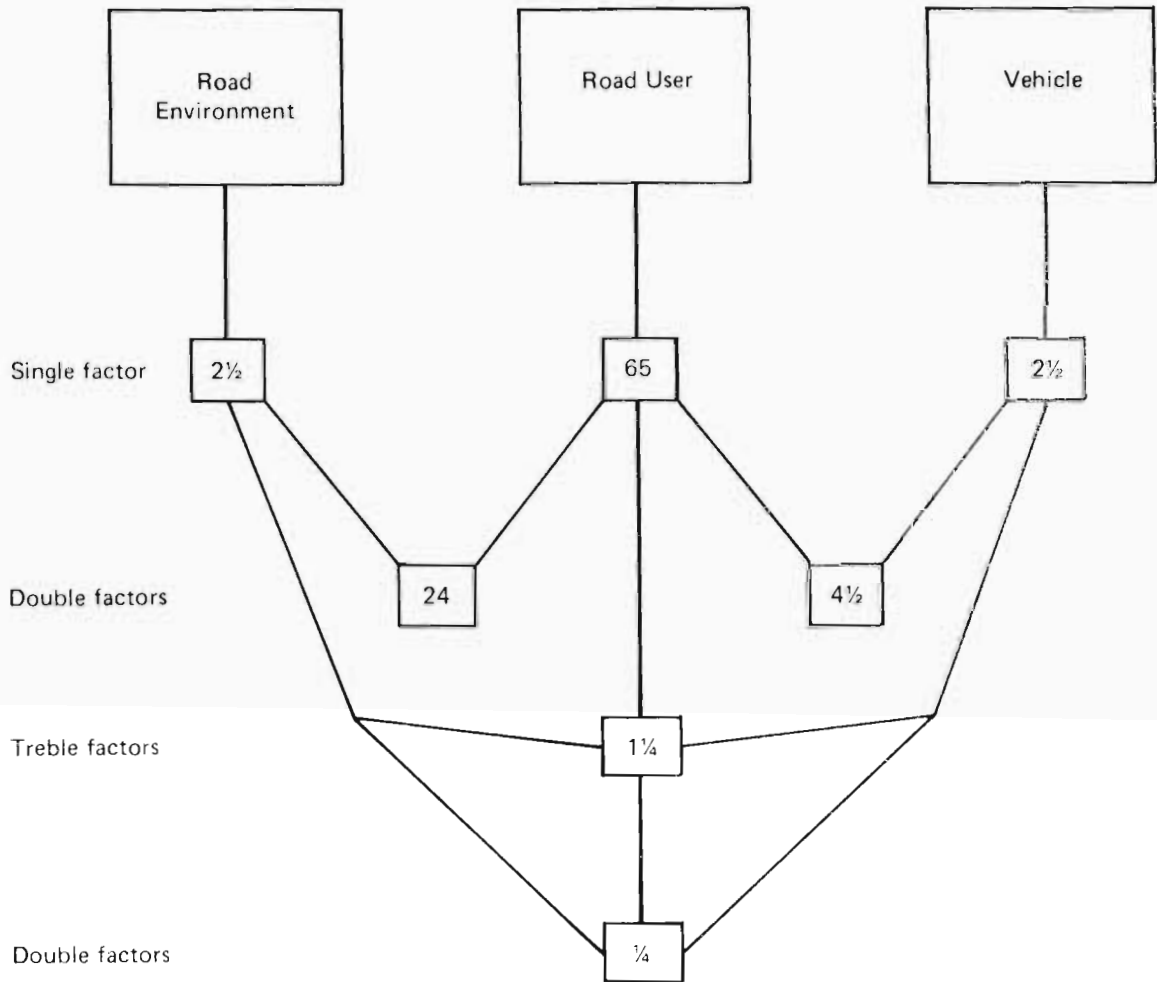 Road
Environment
Road User
Vehicle
Single factor
2½
65
2½
Double factors
24
4½
Treble factors
1¼
Double factors
¼